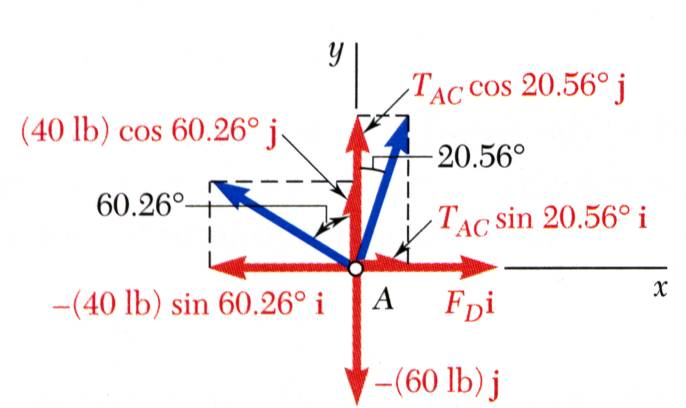 y
T_AC cos 20.56° j
(40 lb) cos 60.26° j
20.56°
60.26°
T_AC sin 20.56° i
x
–(40 lb) sin 60.26° i
A
F_D i
–(60 lb) j